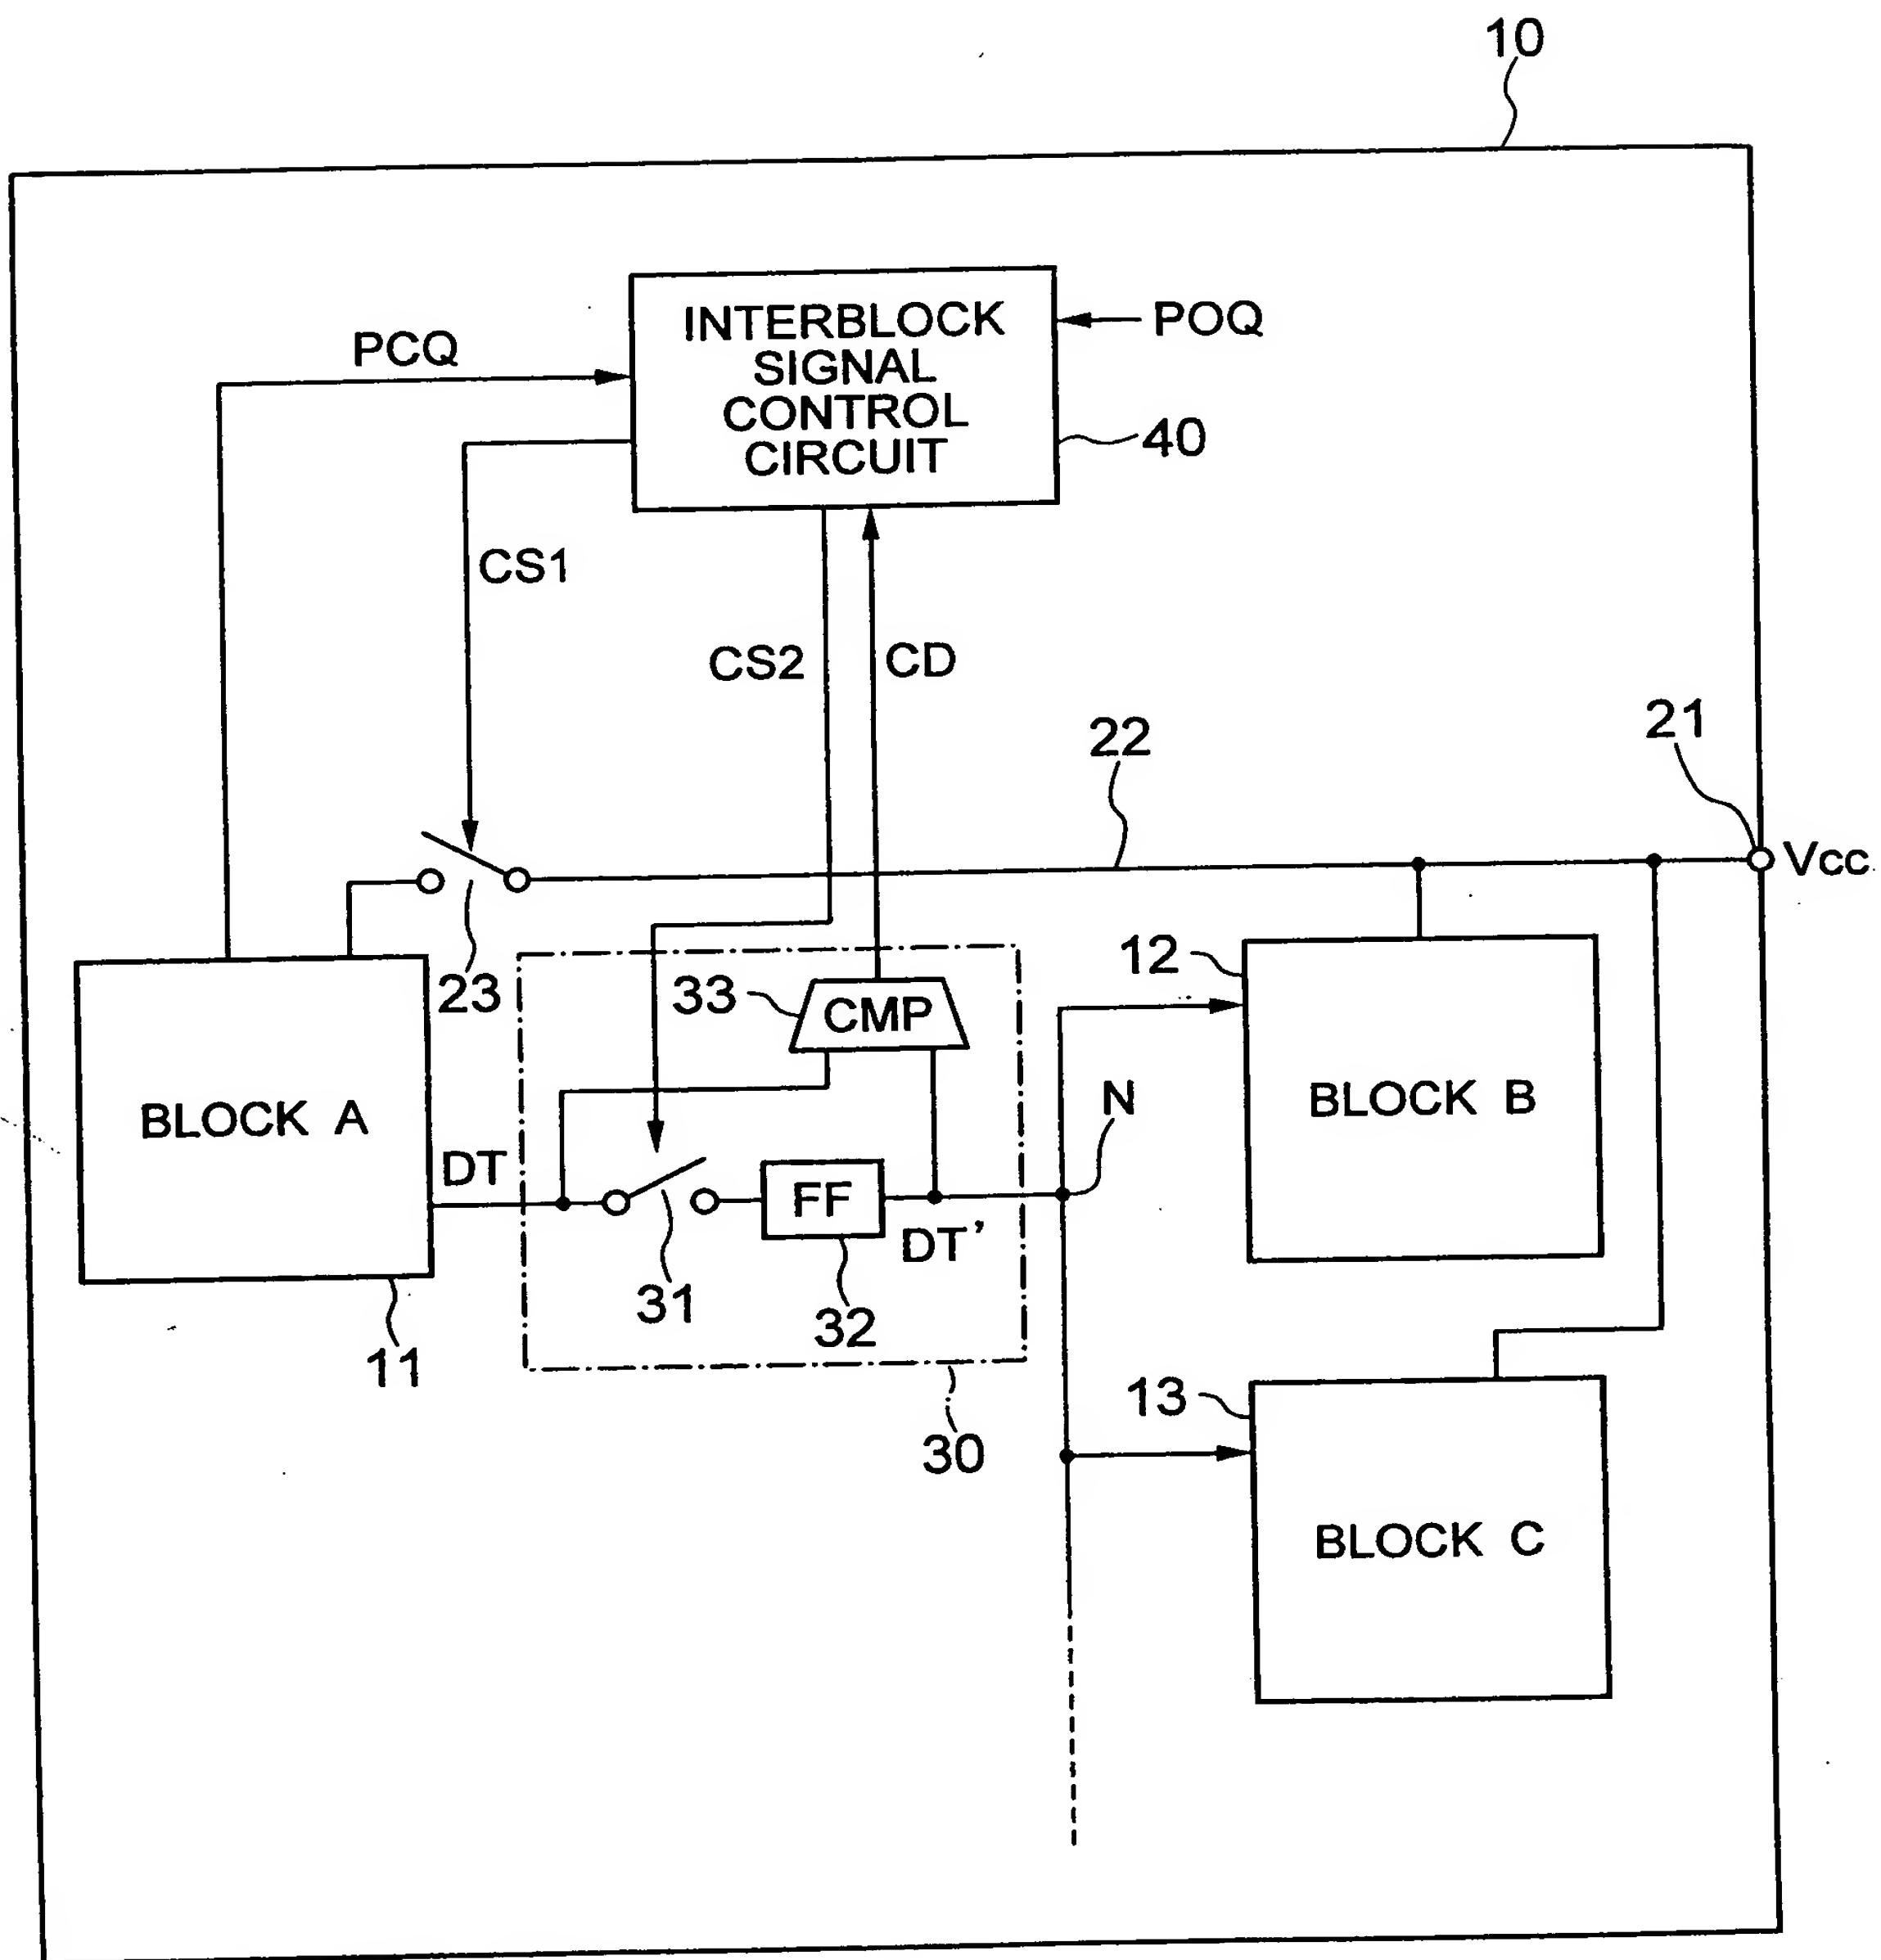 10
INTERBLOCK
SIGNAL
CONTROL
CIRCUIT
POQ
PCQ
40
CS1
CS2
CD
22
21
Vcc
23
33
CMP
12
BLOCK A
BLOCK B
N
DT
FF
DT'
31
32
11
30
13
BLOCK C